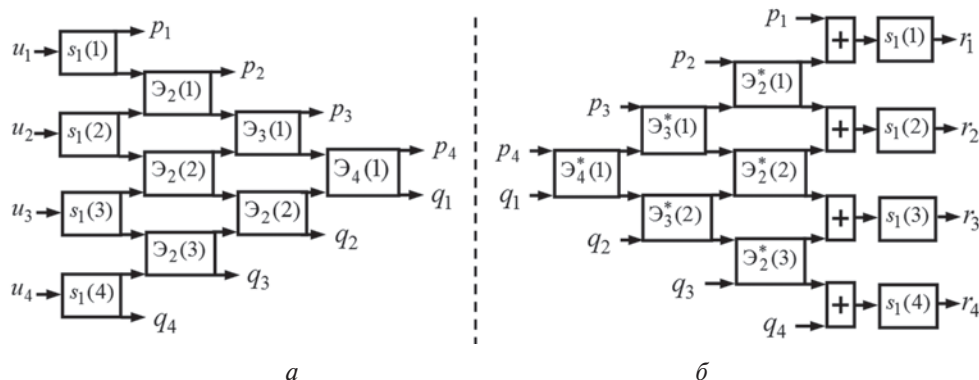 u₁ s₁(1) p₁
Э₂(1) p₂
u₂ s₁(2) Э₃(1) p₃
Э₂(2) Э₄(1) p₄
q₁
u₃ s₁(3) Э₂(2) q₂
Э₂(3) q₃
u₄ s₁(4) q₄
а
p₁ + s₁(1) r₁
p₂ Э₂*(1)
p₃ Э₃*(1) + s₁(2) r₂
p₄ Э₄*(1) Э₂*(2)
q₁
Э₃*(2) + s₁(3) r₃
q₂ Э₂*(3)
q₃ + s₁(4) r₄
q₄
б